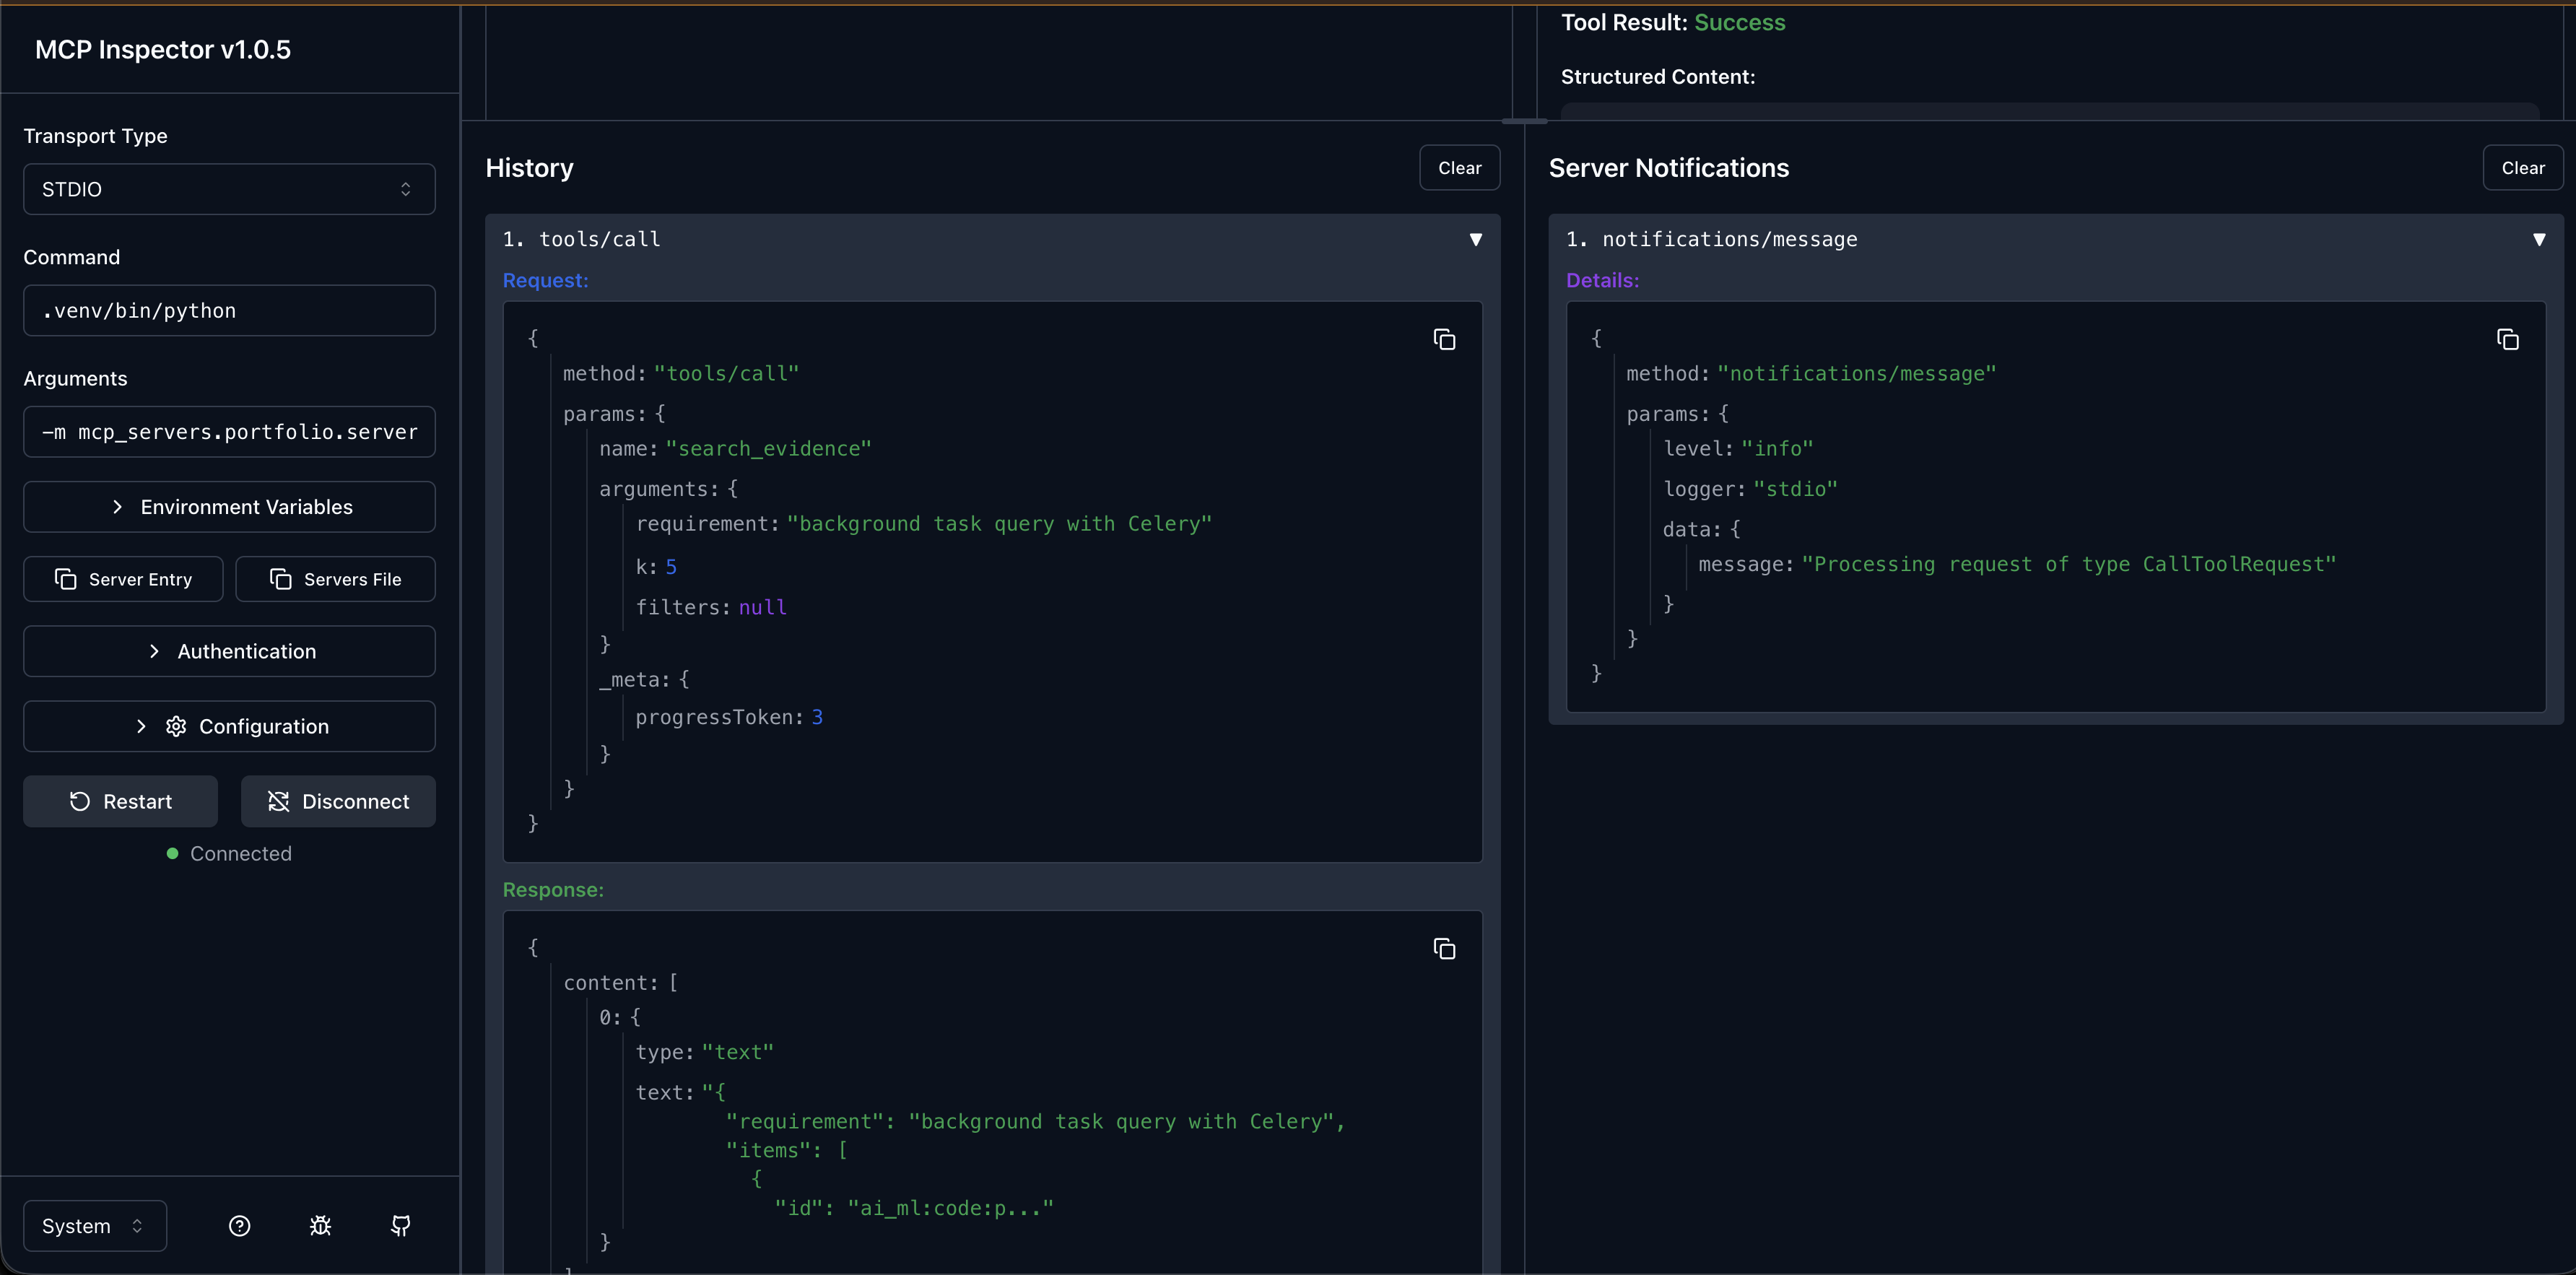 MCP Inspector v1.0.5
Transport Type
STDIO
Command
.venv/bin/python
Arguments
-m mcp_servers.portfolio.server
Environment Variables
Server Entry
Servers File
Authentication
Configuration
Restart
Disconnect
Connected
System
Tool Result: Success
Structured Content:
History
Clear
1. tools/call
Request:
{
method: "tools/call"
params: {
name: "search_evidence"
arguments: {
requirement: "background task query with Celery"
k: 5
filters: null
}
_meta: {
progressToken: 3
}
}
}
Response:
{
content: [
0: {
type: "text"
text: "{
"requirement": "background task query with Celery",
"items": [
{
"id": "ai_ml:code:p..."
}
]
Server Notifications
Clear
1. notifications/message
Details:
{
method: "notifications/message"
params: {
level: "info"
logger: "stdio"
data: {
message: "Processing request of type CallToolRequest"
}
}
}